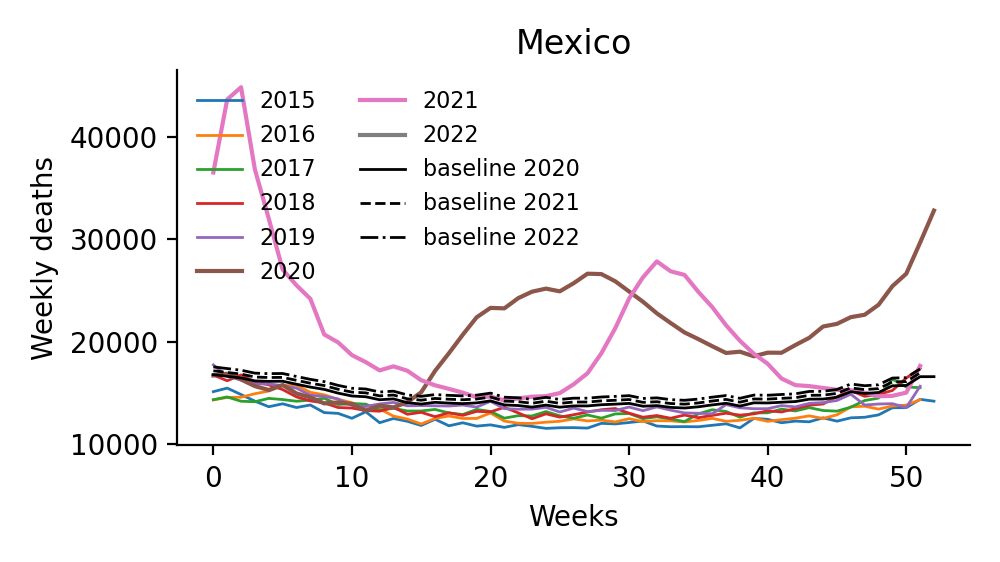 Mexico
Weekly deaths
40000
30000
20000
10000
2015
2016
2017
2018
2019
2020
2021
2022
baseline 2020
baseline 2021
baseline 2022
0 10 20 30 40 50
Weeks